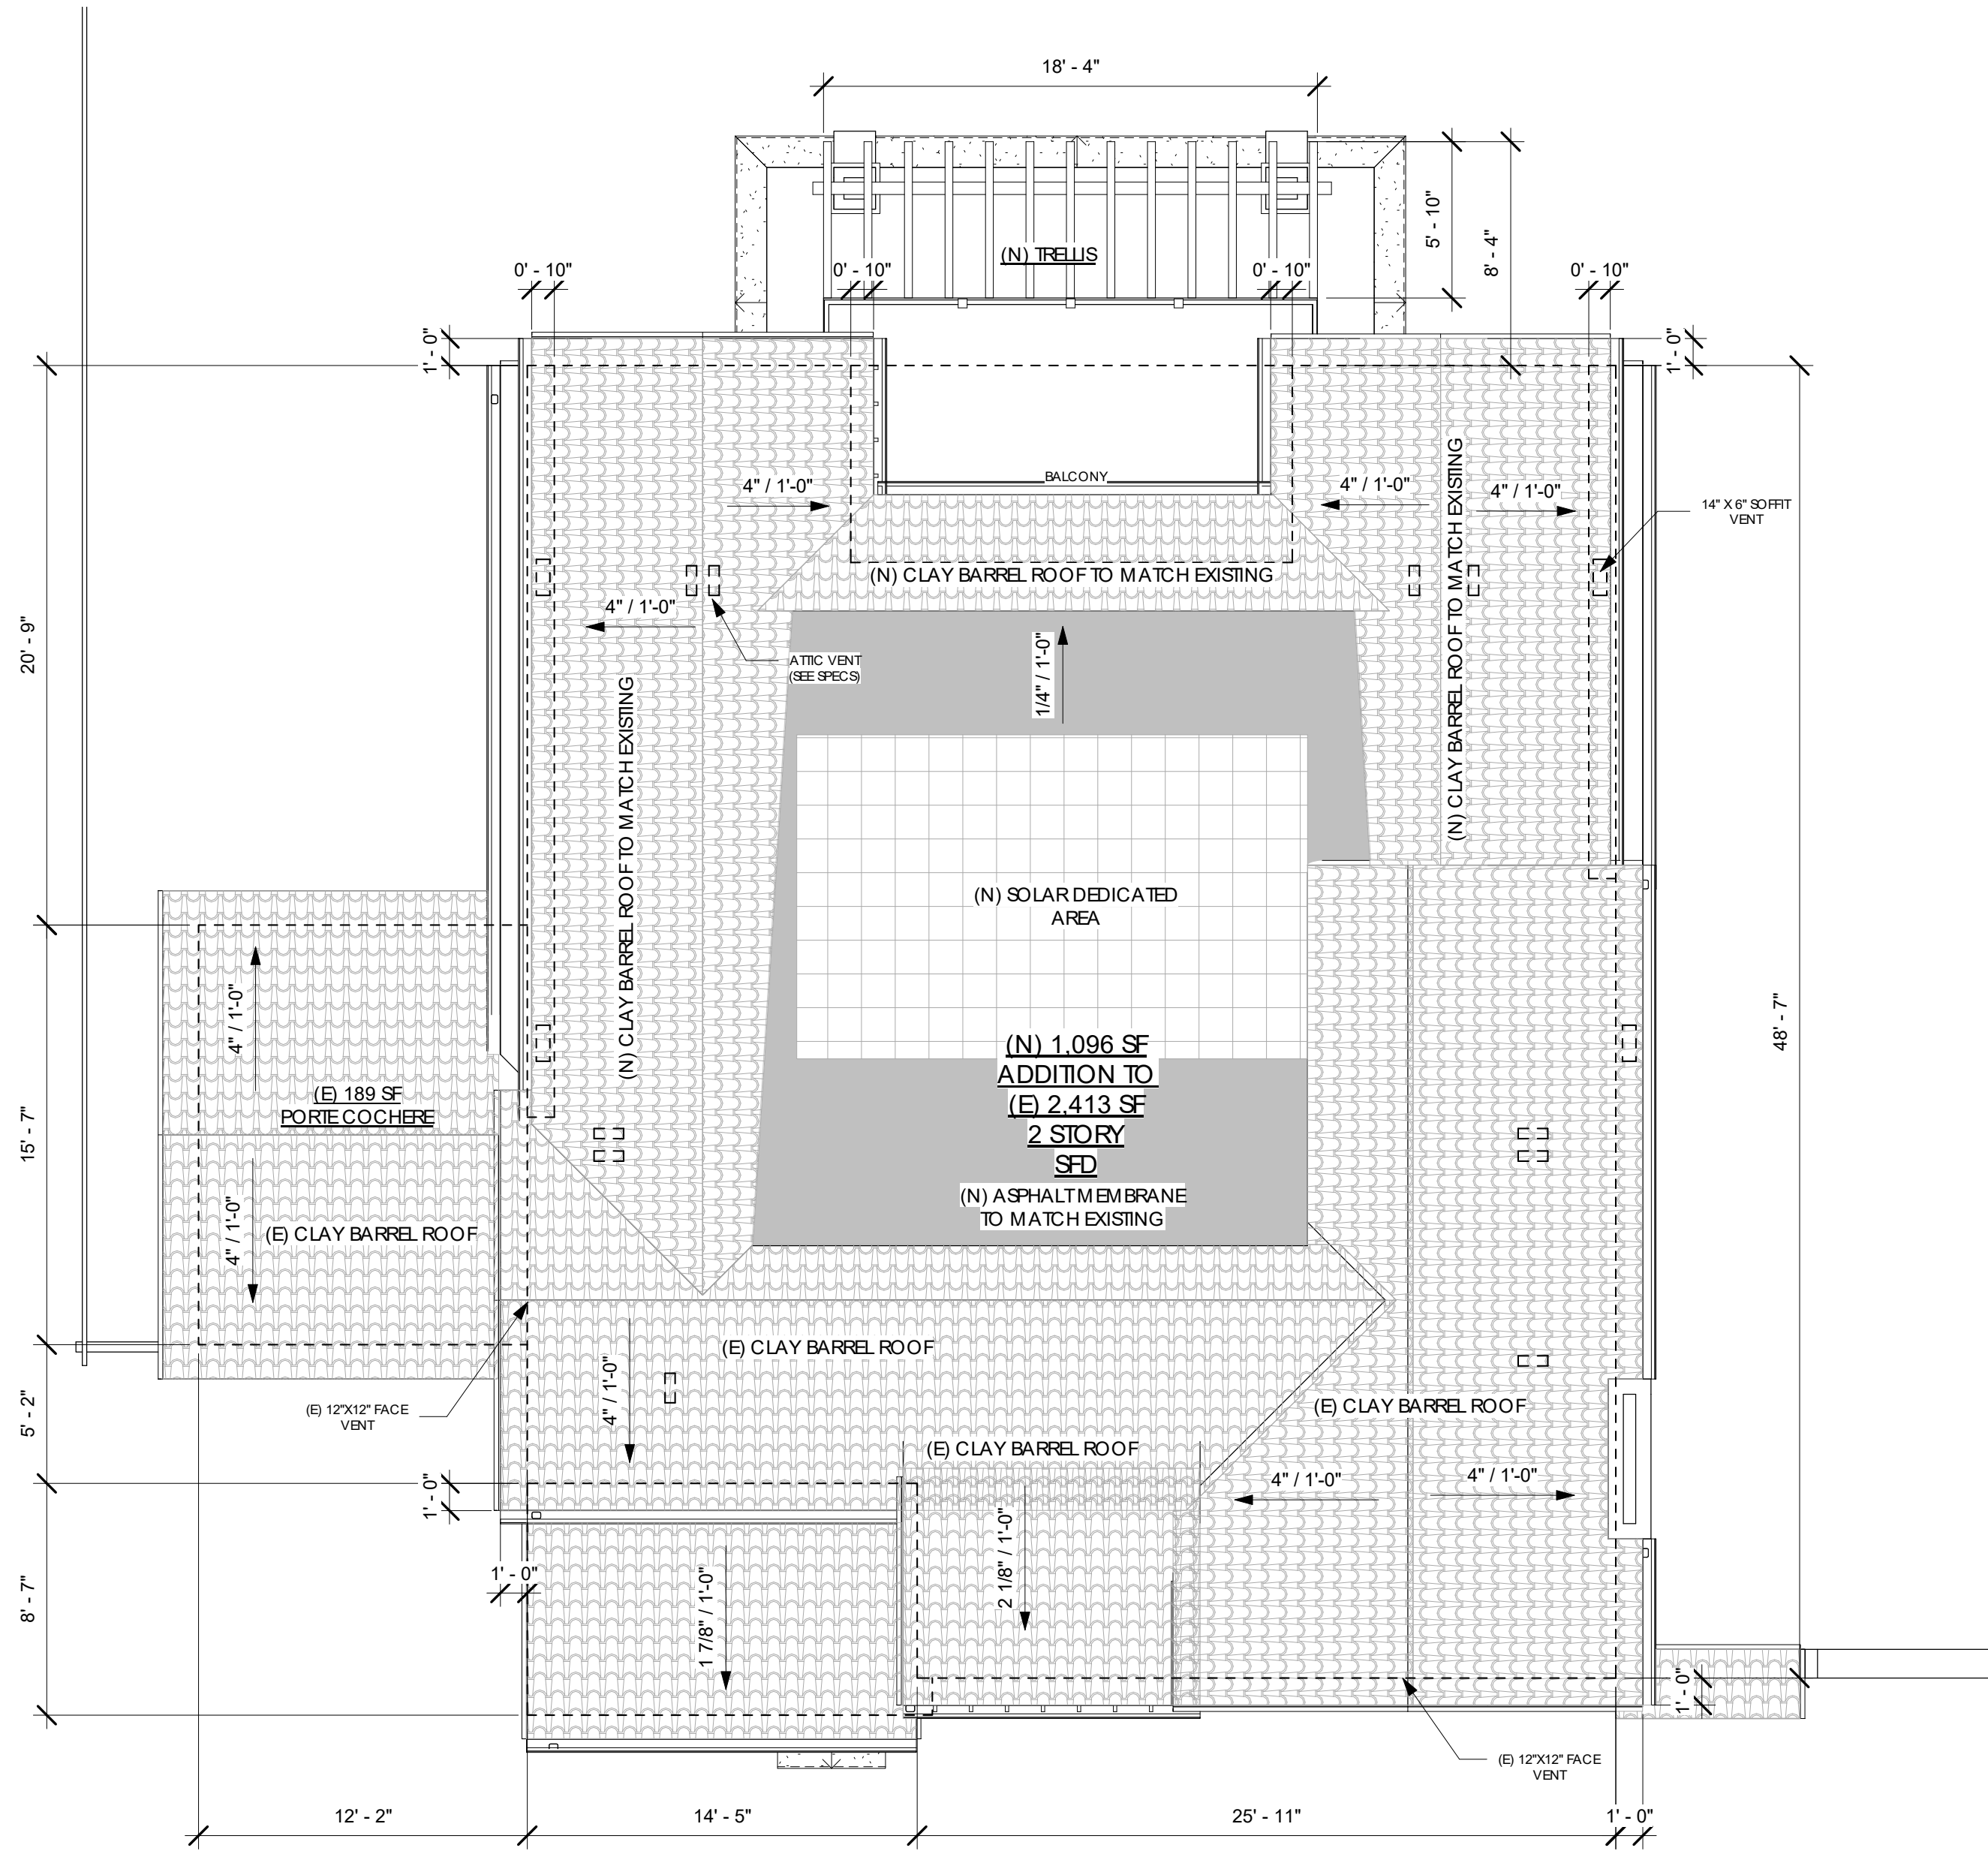 18' - 4"
5' - 10"
8' - 4"
(N) TRELLIS
0' - 10"
0' - 10"
0' - 10"
0' - 10"
1' - 0"
1' - 0"
BALCONY
4" / 1'-0"
4" / 1'-0"
4" / 1'-0"
14" X 6" SOFFIT
VENT
(N) CLAY BARREL ROOF TO MATCH EXISTING
(N) CLAY BARREL ROOF TO MATCH EXISTING
4" / 1'-0"
20' - 9"
ATTIC VENT
(SEE SPECS)
1/4" / 1'-0"
(N) CLAY BARREL ROOF TO MATCH EXISTING
(N) SOLAR DEDICATED
AREA
48' - 7"
4" / 1'-0"
(N) 1,096 SF
ADDITION TO
(E) 2,413 SF
2 STORY
SFD
(E) 189 SF
PORTE COCHERE
15' - 7"
(N) ASPHALT MEMBRANE
TO MATCH EXISTING
4" / 1'-0"
(E) CLAY BARREL ROOF
(E) CLAY BARREL ROOF
4" / 1'-0"
(E) 12"X12" FACE
VENT
5' - 2"
(E) CLAY BARREL ROOF
(E) CLAY BARREL ROOF
4" / 1'-0"
4" / 1'-0"
1' - 0"
2 1/8" / 1'-0"
1' - 0"
8' - 7"
1 7/8" / 1'-0"
1' - 0"
(E) 12"X12" FACE
VENT
12' - 2"
14' - 5"
25' - 11"
1' - 0"